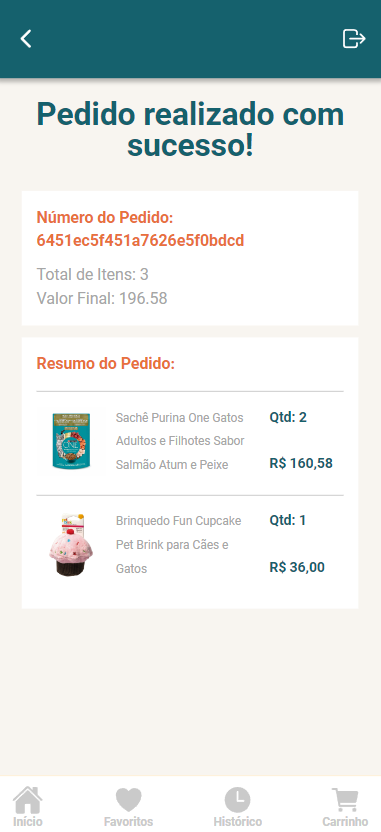 Pedido realizado com
sucesso!
Número do Pedido:
6451ec5f451a7626e5f0bdcd
Total de Itens: 3
Valor Final: 196.58
Resumo do Pedido:
Sachê Purina One Gatos
Adultos e Filhotes Sabor
Salmão Atum e Peixe
Qtd: 2
R$ 160,58
ONE
Brinquedo Fun Cupcake
Pet Brink para Cães e
Gatos
Qtd: 1
R$ 36,00
Início
Favoritos
Histórico
Carrinho